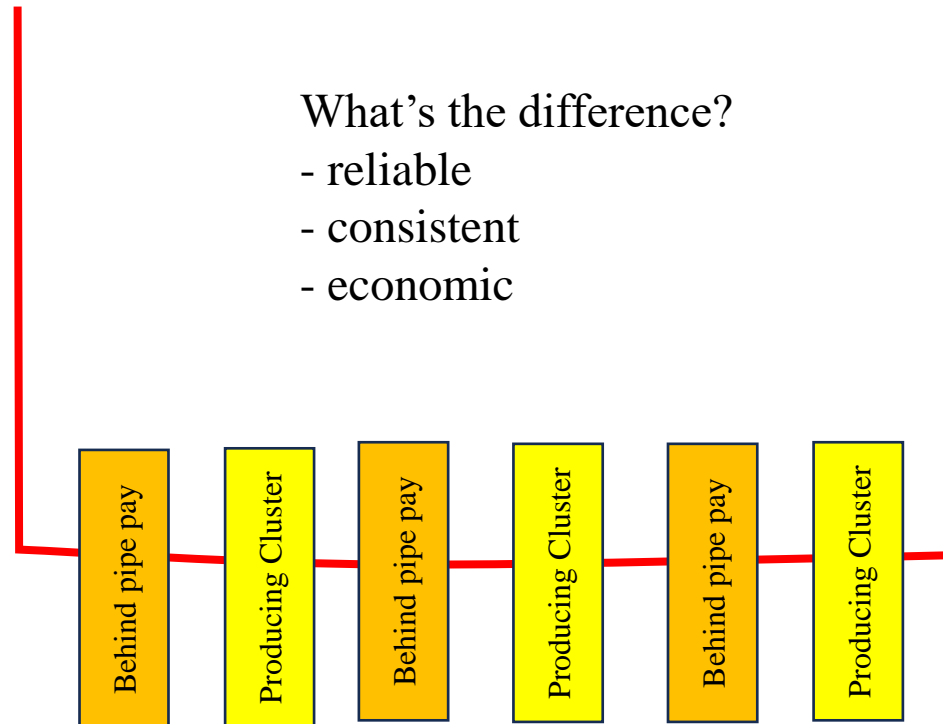 What’s the difference?
- reliable
- consistent
- economic
Behind pipe pay
Producing Cluster
Behind pipe pay
Producing Cluster
Behind pipe pay
Producing Cluster